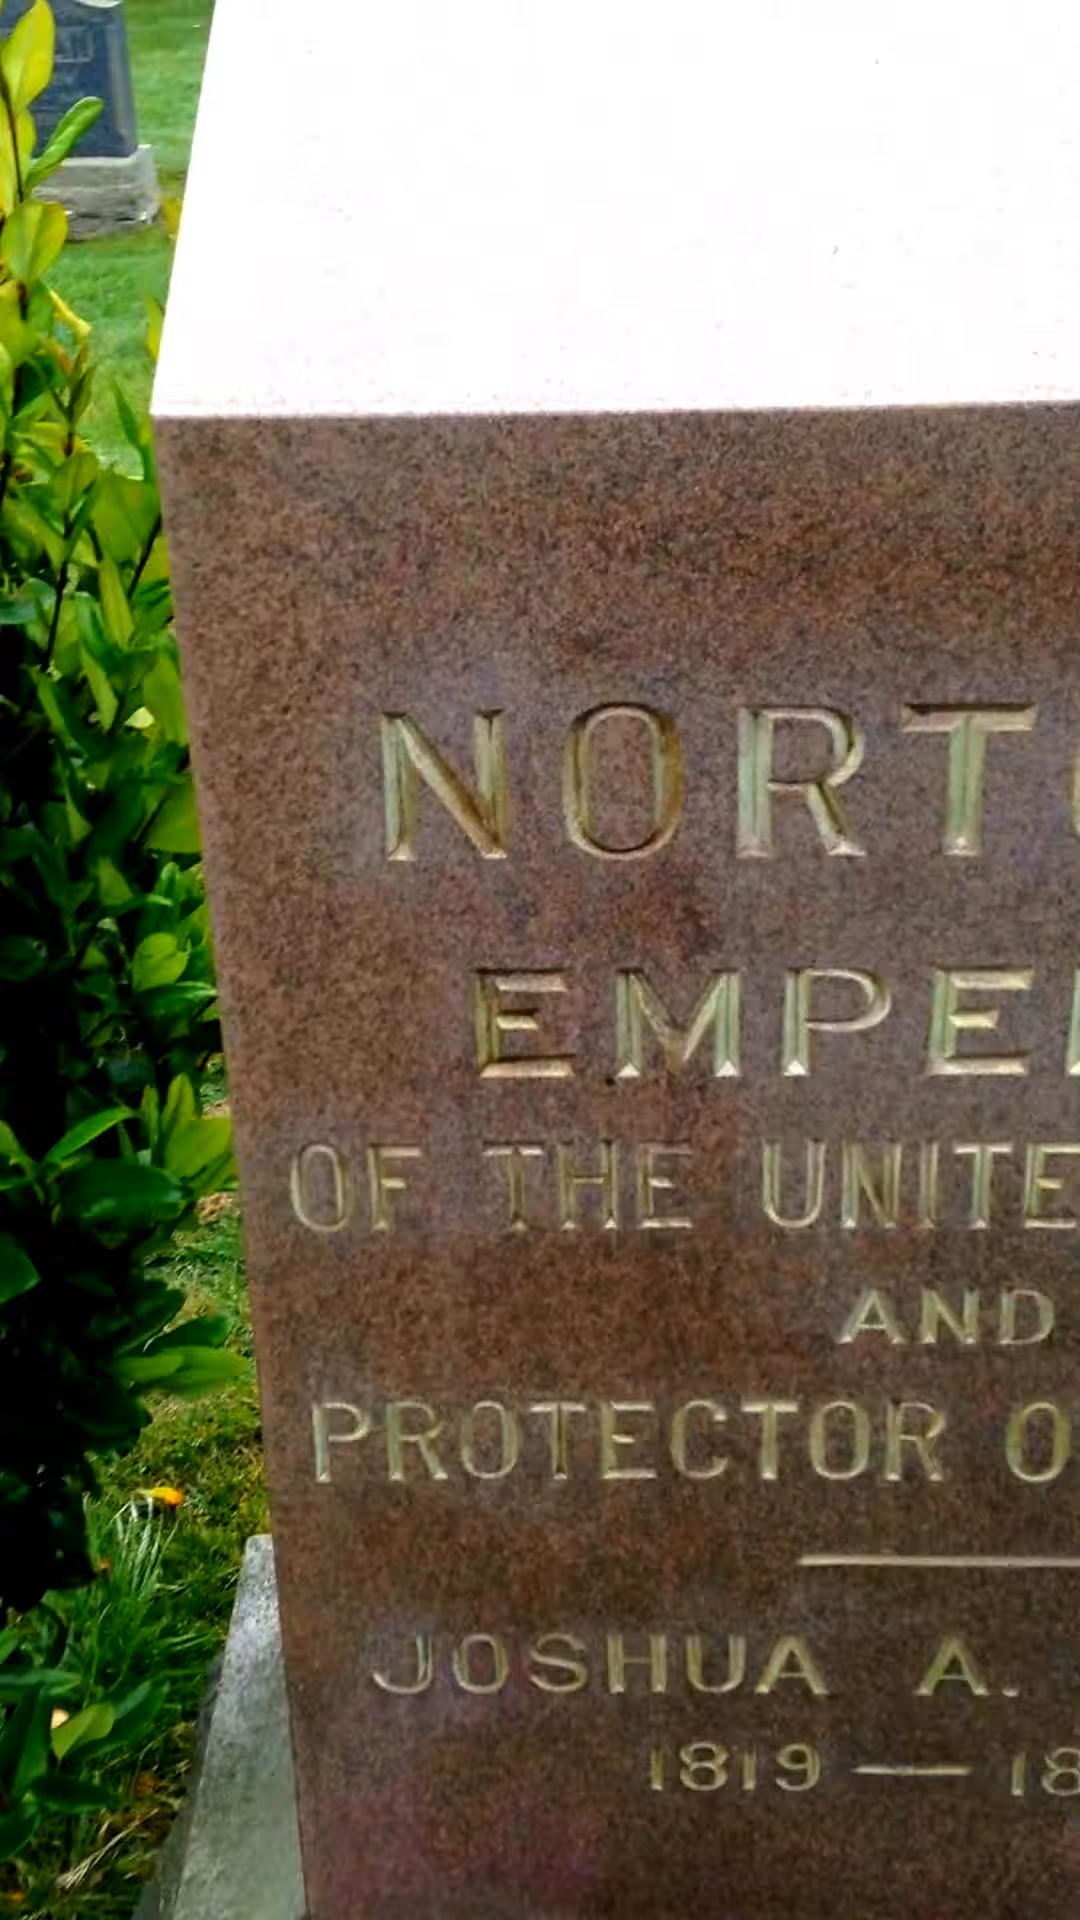 NORT
EMPE
OF THE UNITE
AND
PROTECTOR O
JOSHUA A.
1819 — 18